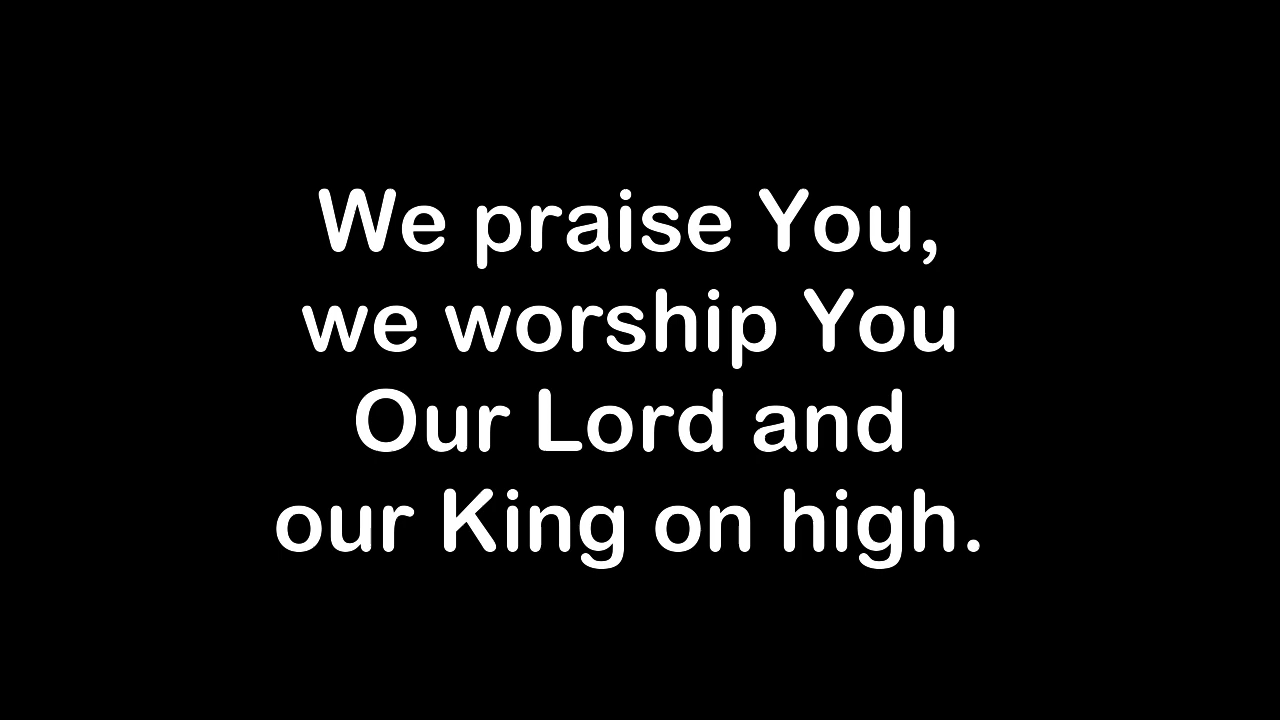 We praise You,
we worship You
Our Lord and
our King on high.